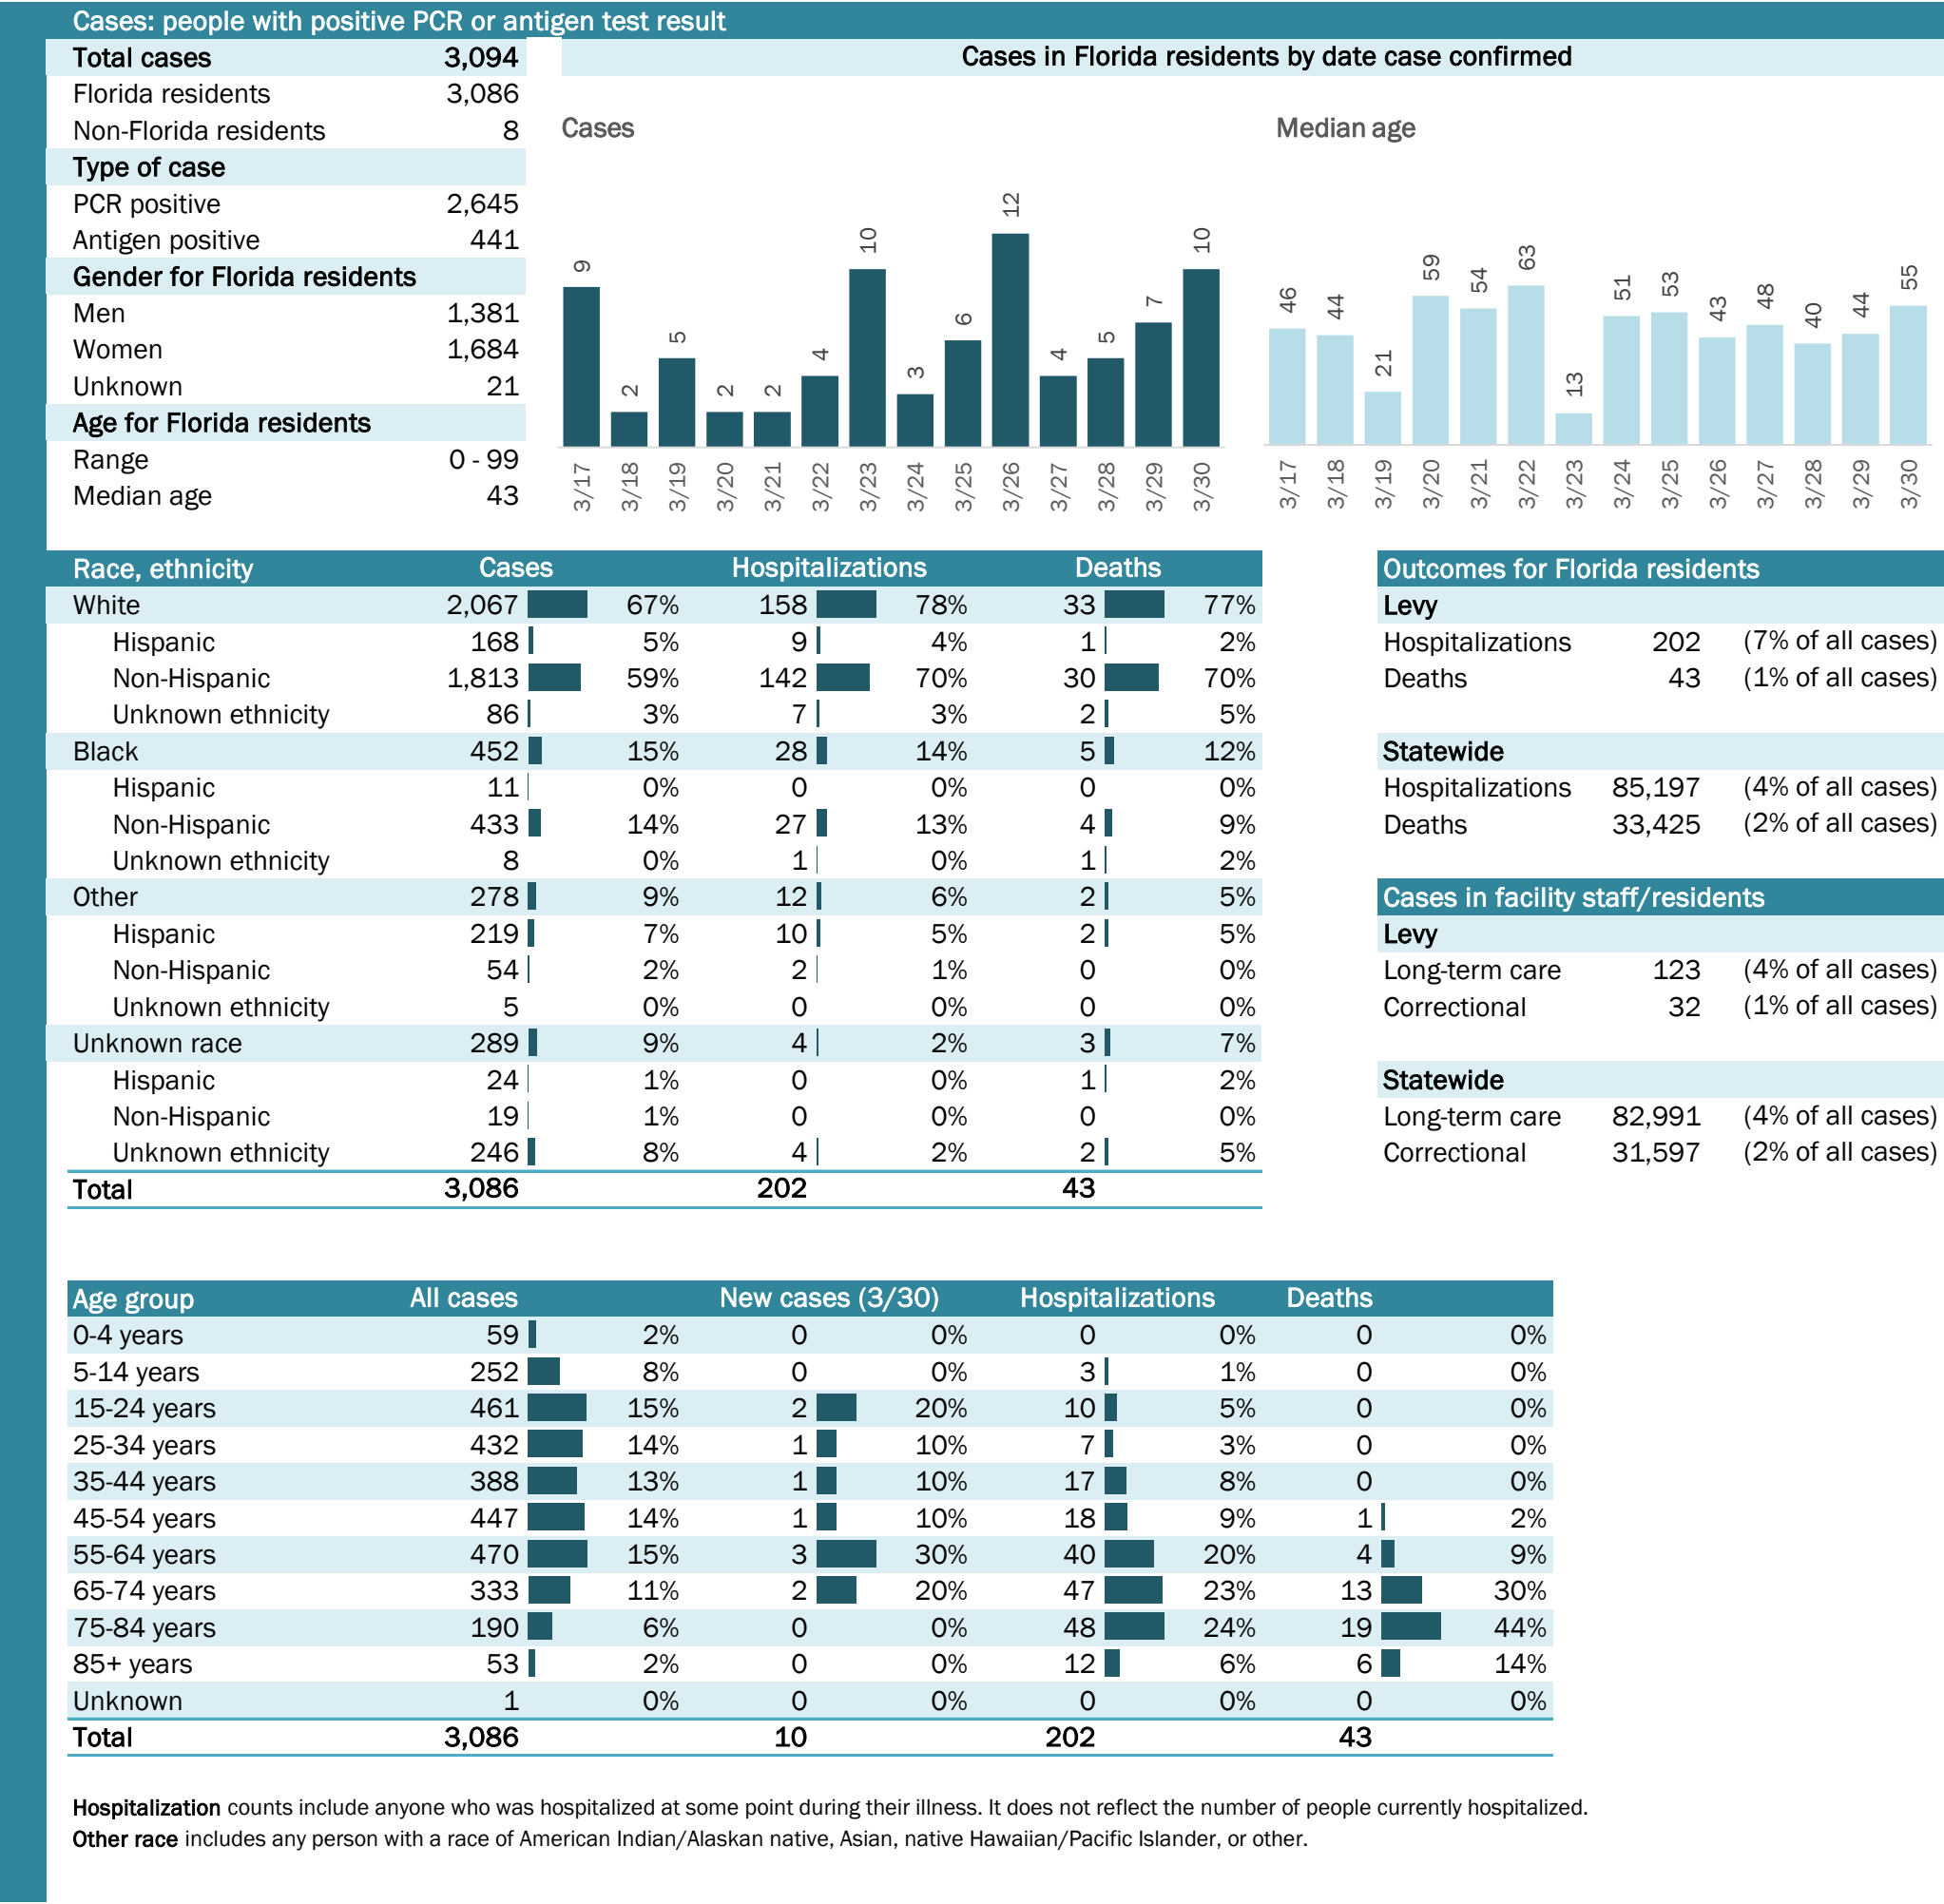 Cases: people with positive PCR or antigen test result
Total cases 3,094
Florida residents 3,086
Non-Florida residents 8
Type of case
PCR positive 2,645
Antigen positive 441
Gender for Florida residents
Men 1,381
Women 1,684
Unknown 21
Age for Florida residents
Range 0 - 99
Median age 43
Cases in Florida residents by date case confirmed
Cases
9 2 5 2 2 4 10 3 6 12 4 5 7 10
3/17 3/18 3/19 3/20 3/21 3/22 3/23 3/24 3/25 3/26 3/27 3/28 3/29 3/30
Median age
46 44 21 59 54 63 13 51 53 43 48 40 44 55
3/17 3/18 3/19 3/20 3/21 3/22 3/23 3/24 3/25 3/26 3/27 3/28 3/29 3/30
Race, ethnicity Cases Hospitalizations Deaths
White 2,067 67% 158 78% 33 77%
Hispanic 168 5% 9 4% 1 2%
Non-Hispanic 1,813 59% 142 70% 30 70%
Unknown ethnicity 86 3% 7 3% 2 5%
Black 452 15% 28 14% 5 12%
Hispanic 11 0% 0 0% 0 0%
Non-Hispanic 433 14% 27 13% 4 9%
Unknown ethnicity 8 0% 1 0% 1 2%
Other 278 9% 12 6% 2 5%
Hispanic 219 7% 10 5% 2 5%
Non-Hispanic 54 2% 2 1% 0 0%
Unknown ethnicity 5 0% 0 0% 0 0%
Unknown race 289 9% 4 2% 3 7%
Hispanic 24 1% 0 0% 1 2%
Non-Hispanic 19 1% 0 0% 0 0%
Unknown ethnicity 246 8% 4 2% 2 5%
Total 3,086 202 43
Outcomes for Florida residents
Levy
Hospitalizations 202 (7% of all cases)
Deaths 43 (1% of all cases)
Statewide
Hospitalizations 85,197 (4% of all cases)
Deaths 33,425 (2% of all cases)
Cases in facility staff/residents
Levy
Long-term care 123 (4% of all cases)
Correctional 32 (1% of all cases)
Statewide
Long-term care 82,991 (4% of all cases)
Correctional 31,597 (2% of all cases)
Age group All cases New cases (3/30) Hospitalizations Deaths
0-4 years 59 2% 0 0% 0 0% 0 0%
5-14 years 252 8% 0 0% 3 1% 0 0%
15-24 years 461 15% 2 20% 10 5% 0 0%
25-34 years 432 14% 1 10% 7 3% 0 0%
35-44 years 388 13% 1 10% 17 8% 0 0%
45-54 years 447 14% 1 10% 18 9% 1 2%
55-64 years 470 15% 3 30% 40 20% 4 9%
65-74 years 333 11% 2 20% 47 23% 13 30%
75-84 years 190 6% 0 0% 48 24% 19 44%
85+ years 53 2% 0 0% 12 6% 6 14%
Unknown 1 0% 0 0% 0 0% 0 0%
Total 3,086 10 202 43
Hospitalization counts include anyone who was hospitalized at some point during their illness. It does not reflect the number of people currently hospitalized.
Other race includes any person with a race of American Indian/Alaskan native, Asian, native Hawaiian/Pacific Islander, or other.